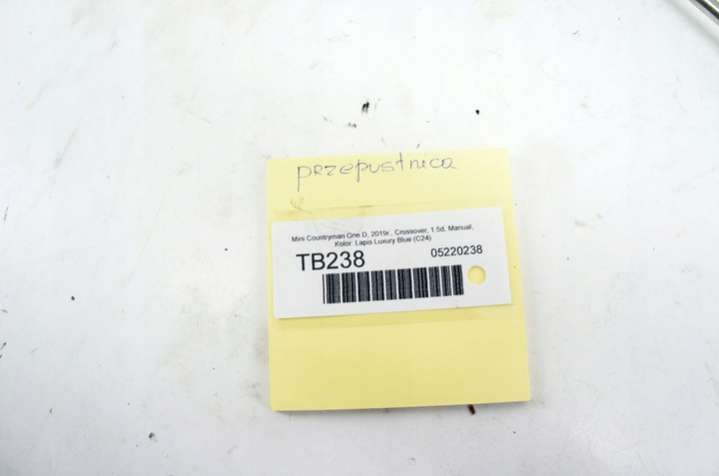 przepustnica
Mini Countryman One D, 2019r., Crossover, 1.5d, Manual,
Kolor: Lapis Luxury Blue (C24)
TB238
05220238